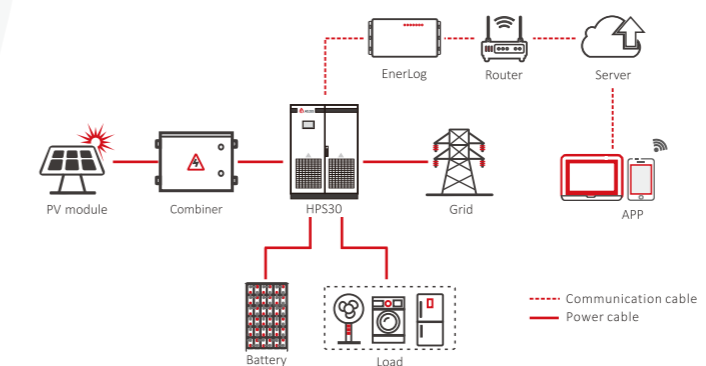 EnerLog
Router
Server
PV module
Combiner
HPS30
Grid
APP
Battery
Load
Communication cable
Power cable